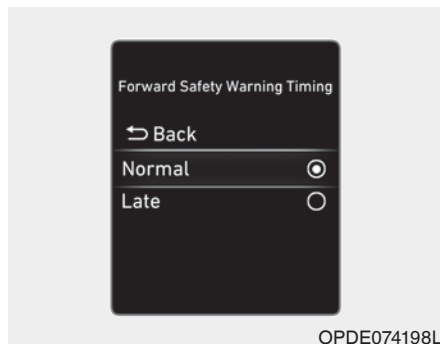 Forward Safety Warning Timing
Back
Normal
Late
OPDE074198L